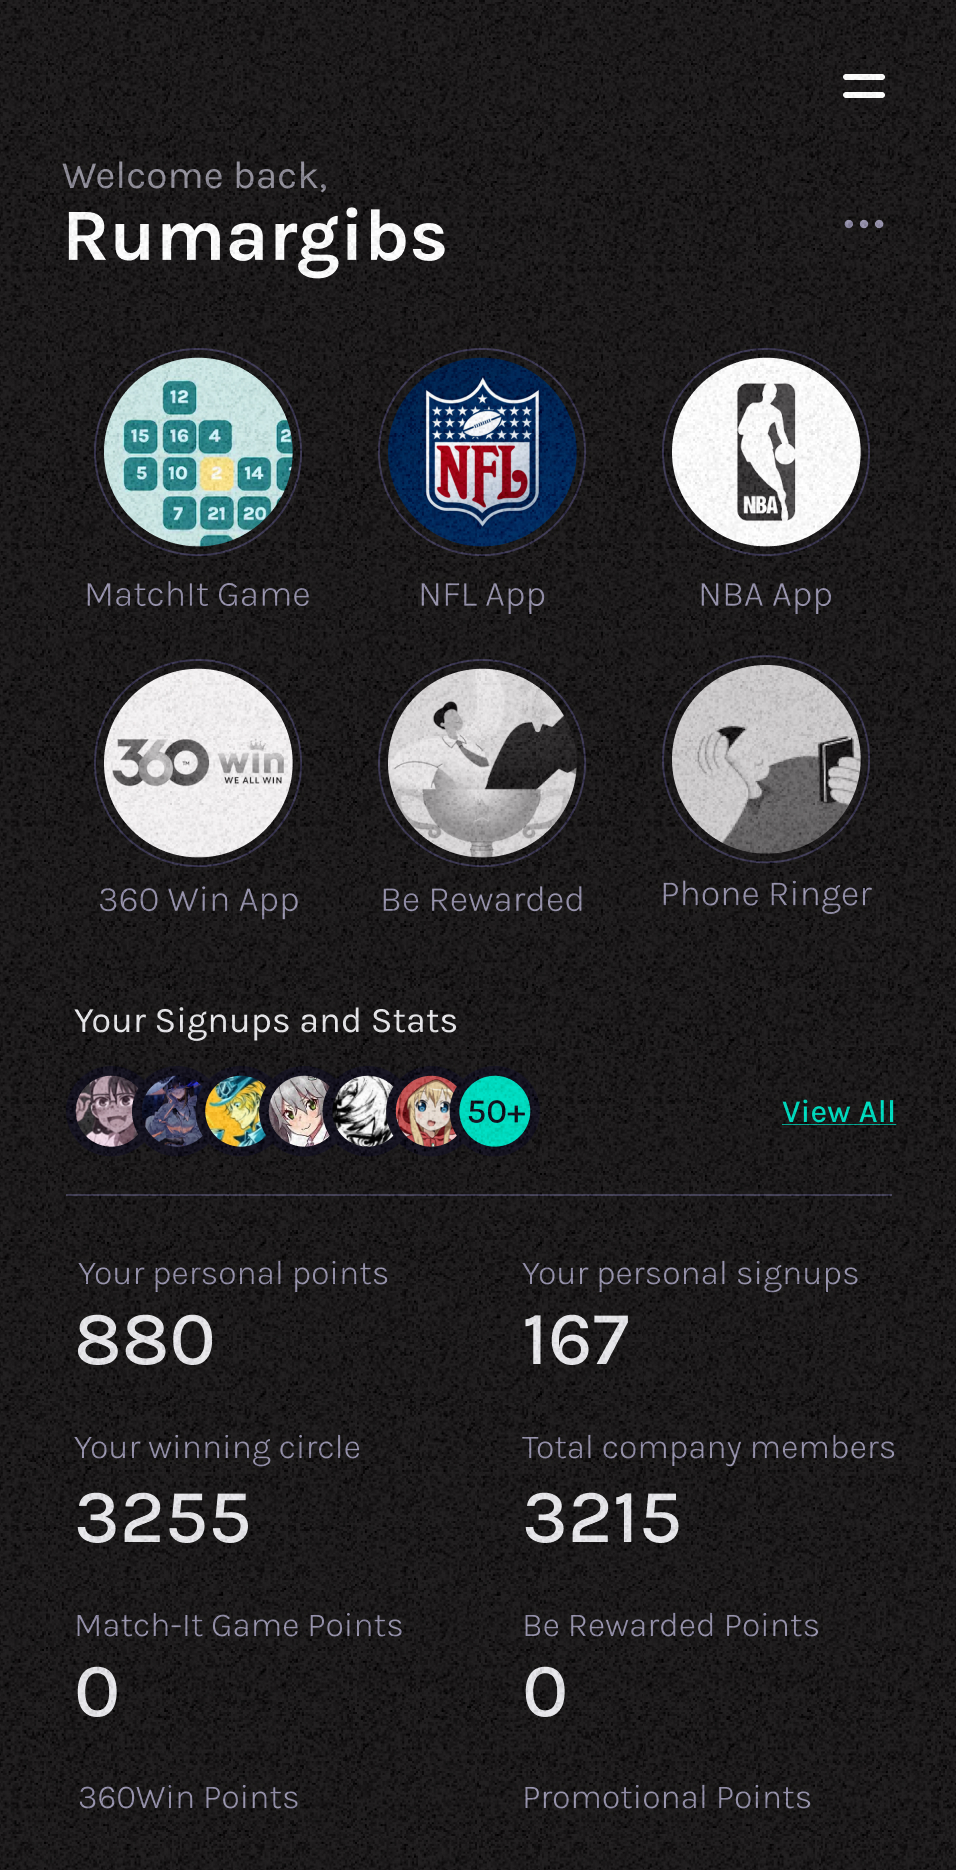 Welcome back,
Rumargibs
12
15 16 4 2
5 10 2 14
7 21 20
NFL
NBA
MatchIt Game
NFL App
NBA App
360 TM win
WE ALL WIN
360 Win App
Be Rewarded
Phone Ringer
Your Signups and Stats
50+
View All
Your personal points
Your personal signups
880
167
Your winning circle
Total company members
3255
3215
Match-It Game Points
Be Rewarded Points
0
0
360Win Points
Promotional Points